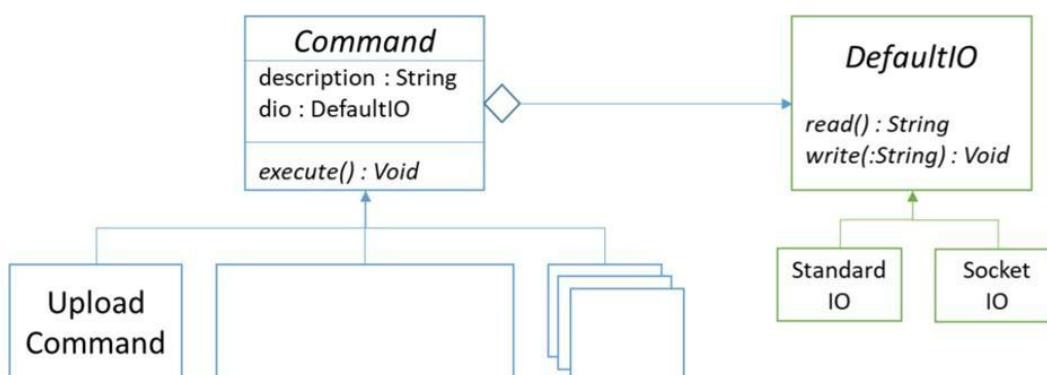 Command
description : String
dio : DefaultIO
execute() : Void
DefaultIO
read() : String
write(:String) : Void
Upload
Command
Standard
IO
Socket
IO